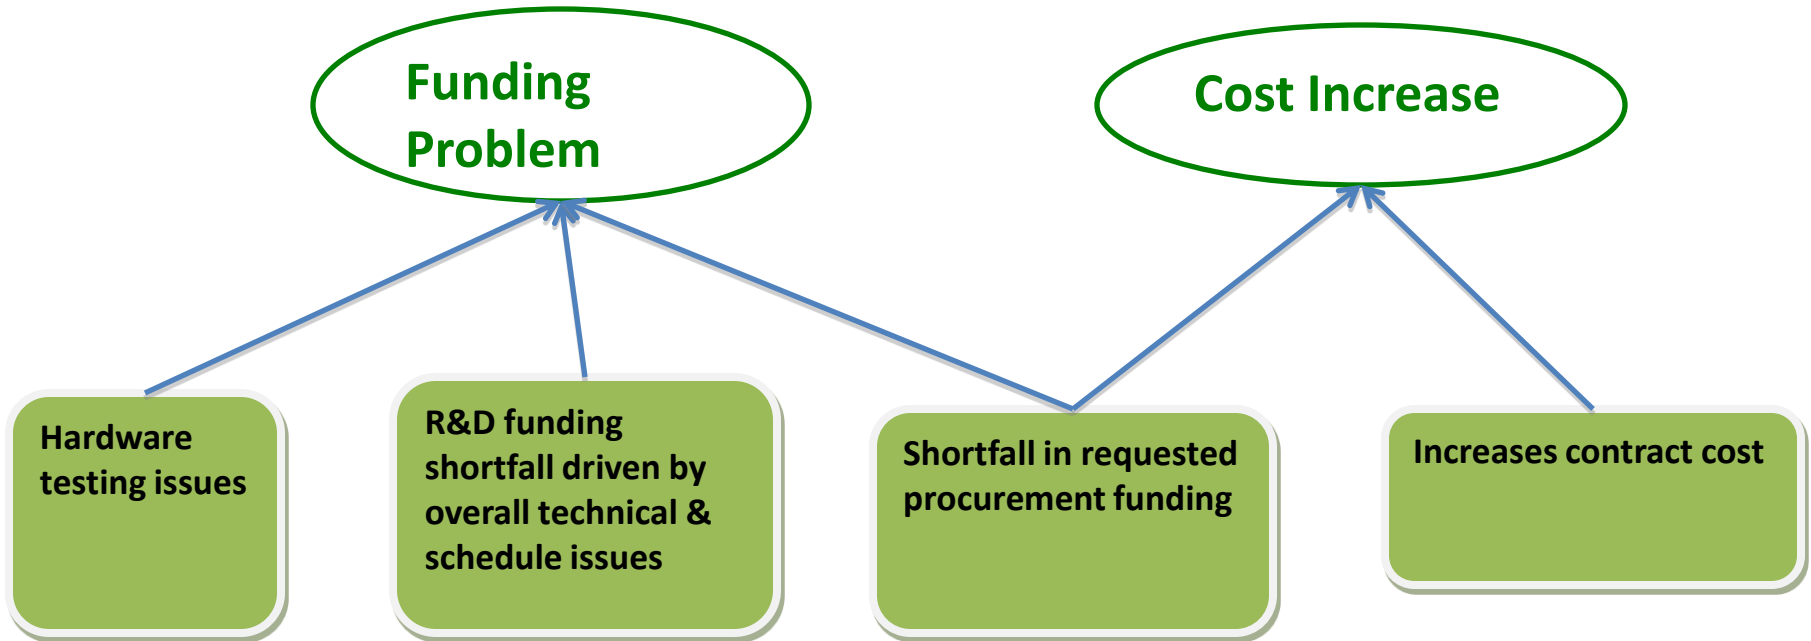 Funding
Problem
Cost Increase
Hardware
testing issues
R&D funding
shortfall driven by
overall technical &
schedule issues
Shortfall in requested
procurement funding
Increases contract cost